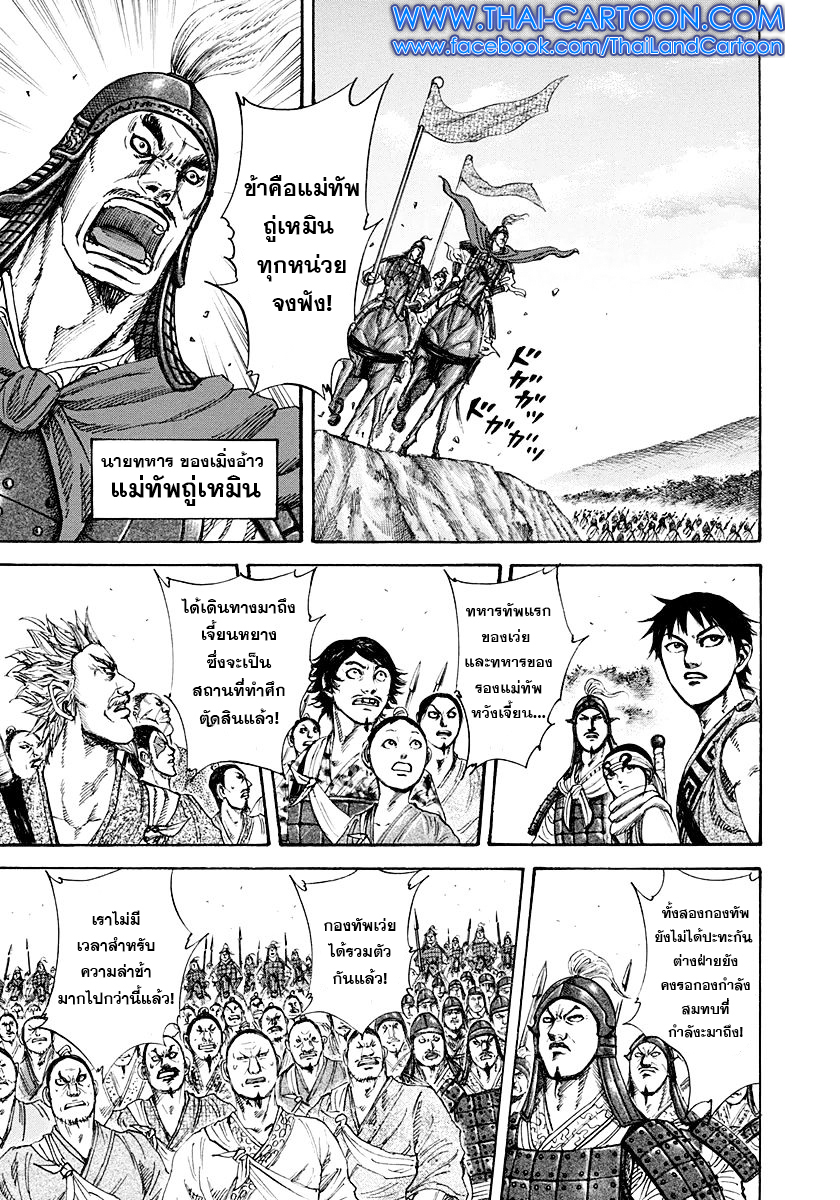 WWW.THAI-CARTOON.COM
www.facebook.com/ThaiLandCartoon
ข้าคือแม่ทัพ
ถู่เหมิน
ทุกหน่วย
จงฟัง!
ドガガッ
ドガガッ
นายทหาร ของเมิ่งอ้าว
แม่ทัพถู่เหมิน
ทหารทัพแรก
ของเว่ย
และทหารของ
รองแม่ทัพ
หวังเจี้ยน...
ได้เดินทางมาถึง
เจี้ยนหยาง
ซึ่งจะเป็น
สถานที่ทำศึก
ตัดสินแล้ว!
ทั้งสองกองทัพ
ยังไม่ได้ปะทะกัน
ต่างฝ่ายยัง
คงรอกองกำลัง
สมทบที่
กำลังะมาถึง!
กองทัพเว่ย
ได้รวมตัว
กันแล้ว!
เราไม่มี
เวลาสำหรับ
ความล่าช้า
มากไปกว่านี้แล้ว!